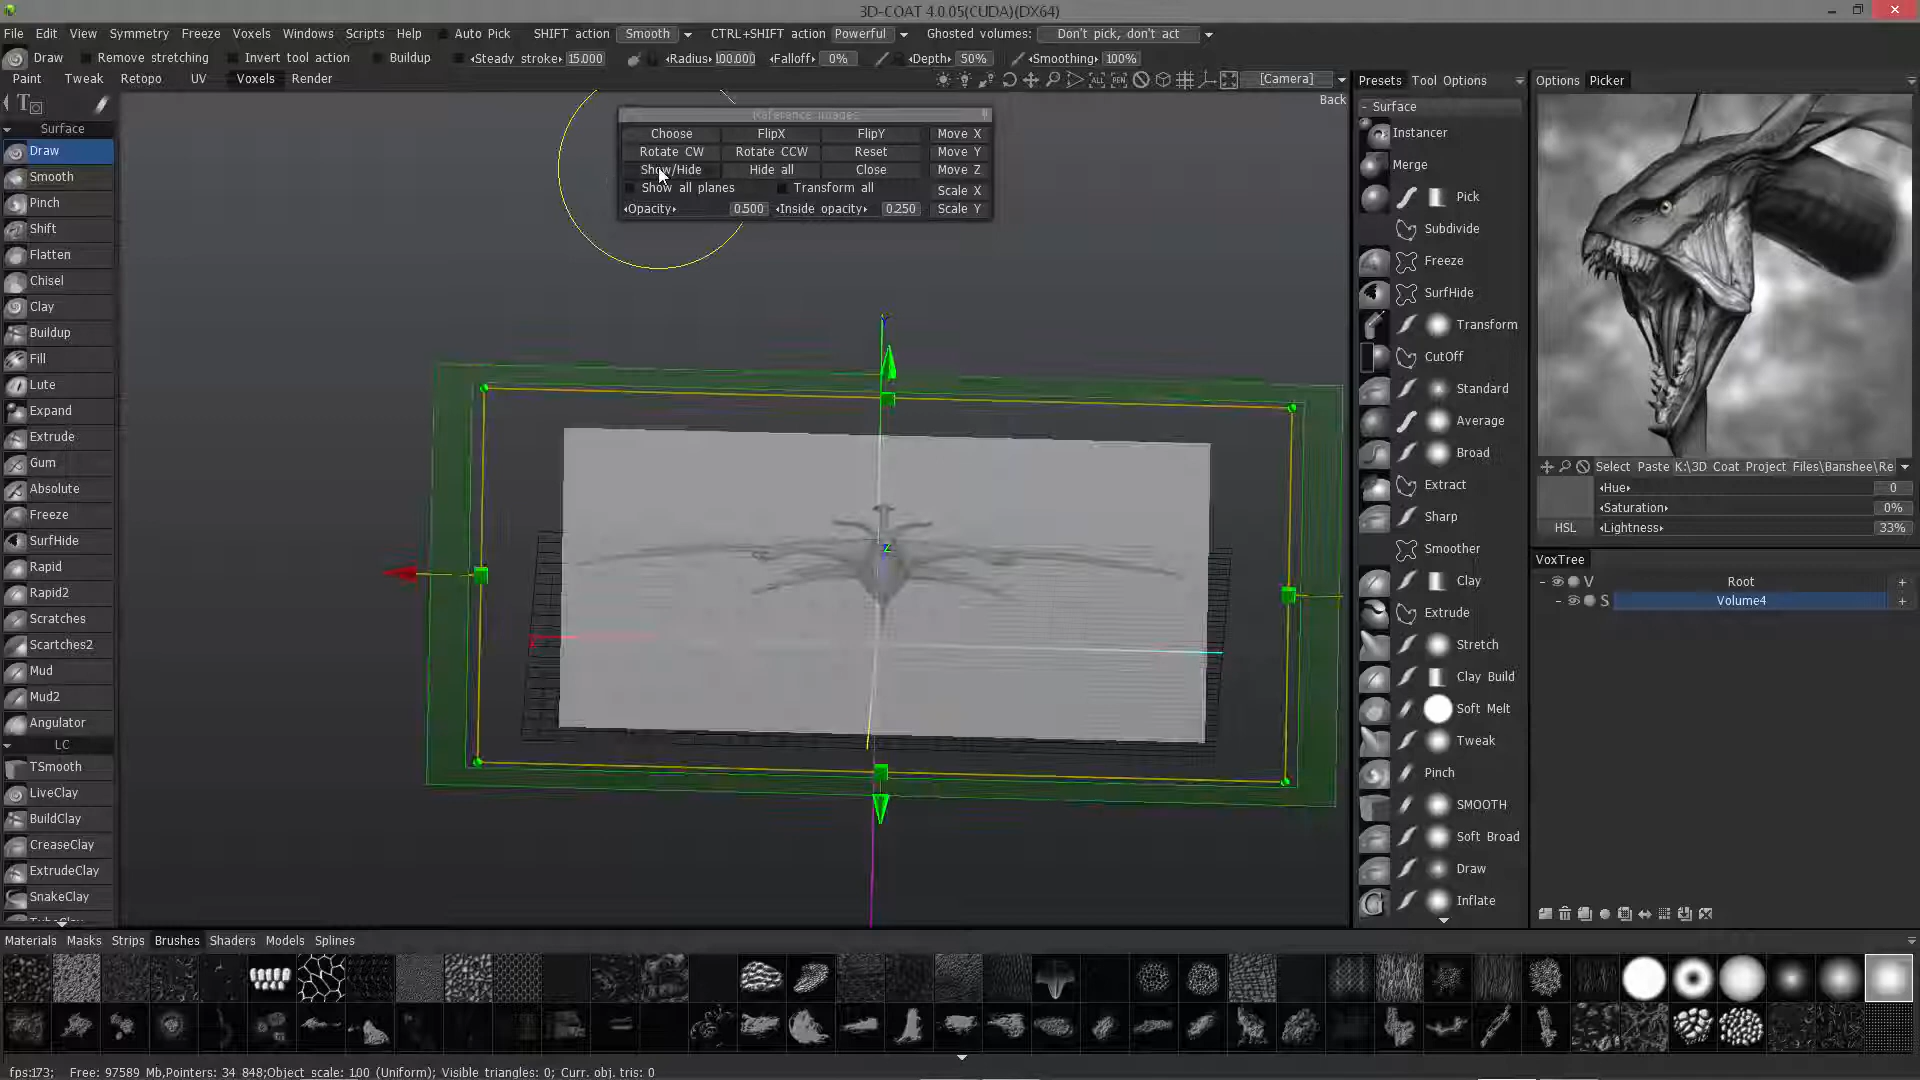 3D-COAT 4.0.05(CUDA)(DX64)
File Edit View Symmetry Freeze Voxels Windows Scripts Help Auto Pick SHIFT action Smooth CTRL+SHIFT action Powerful Ghosted volumes: Don't pick, don't act
Draw Remove stretching Invert tool action Buildup Steady stroke 15.000 Radius 100.000 Falloff 0% Depth 50% Smoothing 100%
Paint Tweak Retopo UV Voxels Render [Camera]
Back
Surface
Draw
Smooth
Pinch
Shift
Flatten
Chisel
Clay
Buildup
Fill
Lute
Expand
Extrude
Gum
Absolute
Freeze
SurfHide
Rapid
Rapid2
Scratches
Scartches2
Mud
Mud2
Angulator
LC
TSmooth
LiveClay
BuildClay
CreaseClay
ExtrudeClay
SnakeClay
Reference Images
Choose FlipX FlipY Move X
Rotate CW Rotate CCW Reset Move Y
Show/Hide Hide all Close Move Z
Show all planes Transform all Scale X
Opacity 0.500 Inside opacity 0.250 Scale Y
Y
Z
Presets Tool Options
Surface
Instancer
Merge
Pick
Subdivide
Freeze
SurfHide
Transform
CutOff
Standard
Average
Broad
Extract
Sharp
Smoother
Clay
Extrude
Stretch
Clay Build
Soft Melt
Tweak
Pinch
SMOOTH
Soft Broad
Draw
Inflate
Options Picker
Select Paste K:\3D Coat Project Files\Banshee\Re
Hue 0
Saturation 0%
HSL Lightness 33%
VoxTree
V Root +
S Volume4 +
Materials Masks Strips Brushes Shaders Models Splines
fps:173; Free: 97589 Mb,Pointers: 34 848;Object scale: 1.00 (Uniform); Visible triangles: 0; Curr. obj. tris: 0